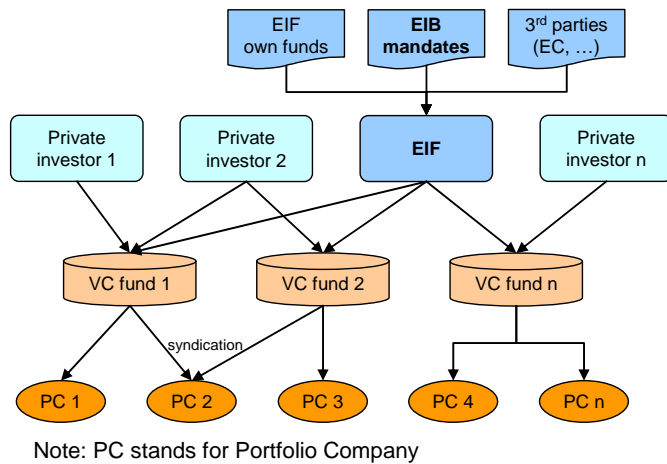 EIF
own funds
EIB
mandates
3rd parties
(EC, …)
Private
investor 1
Private
investor 2
EIF
Private
investor n
VC fund 1
VC fund 2
VC fund n
syndication
PC 1
PC 2
PC 3
PC 4
PC n
Note: PC stands for Portfolio Company